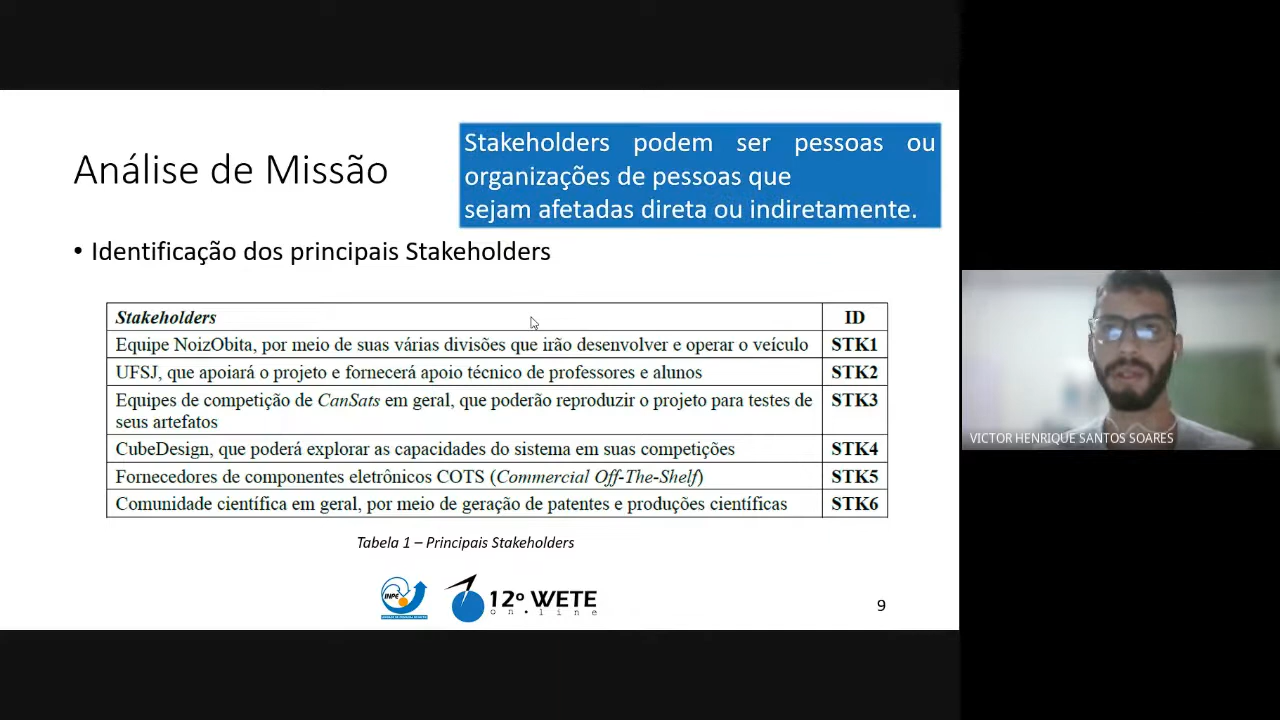 Análise de Missão
Stakeholders podem ser pessoas ou
organizações de pessoas que
sejam afetadas direta ou indiretamente.
• Identificação dos principais Stakeholders
Stakeholders ID
Equipe NoizObita, por meio de suas várias divisões que irão desenvolver e operar o veículo STK1
UFSJ, que apoiará o projeto e fornecerá apoio técnico de professores e alunos STK2
Equipes de competição de CanSats em geral, que poderão reproduzir o projeto para testes de STK3
seus artefatos
CubeDesign, que poderá explorar as capacidades do sistema em suas competições STK4
Fornecedores de componentes eletrônicos COTS (Commercial Off-The-Shelf) STK5
Comunidade científica em geral, por meio de geração de patentes e produções científicas STK6
Tabela 1 – Principais Stakeholders
INPE
12º WETE
on.line
9
VICTOR HENRIQUE SANTOS SOARES